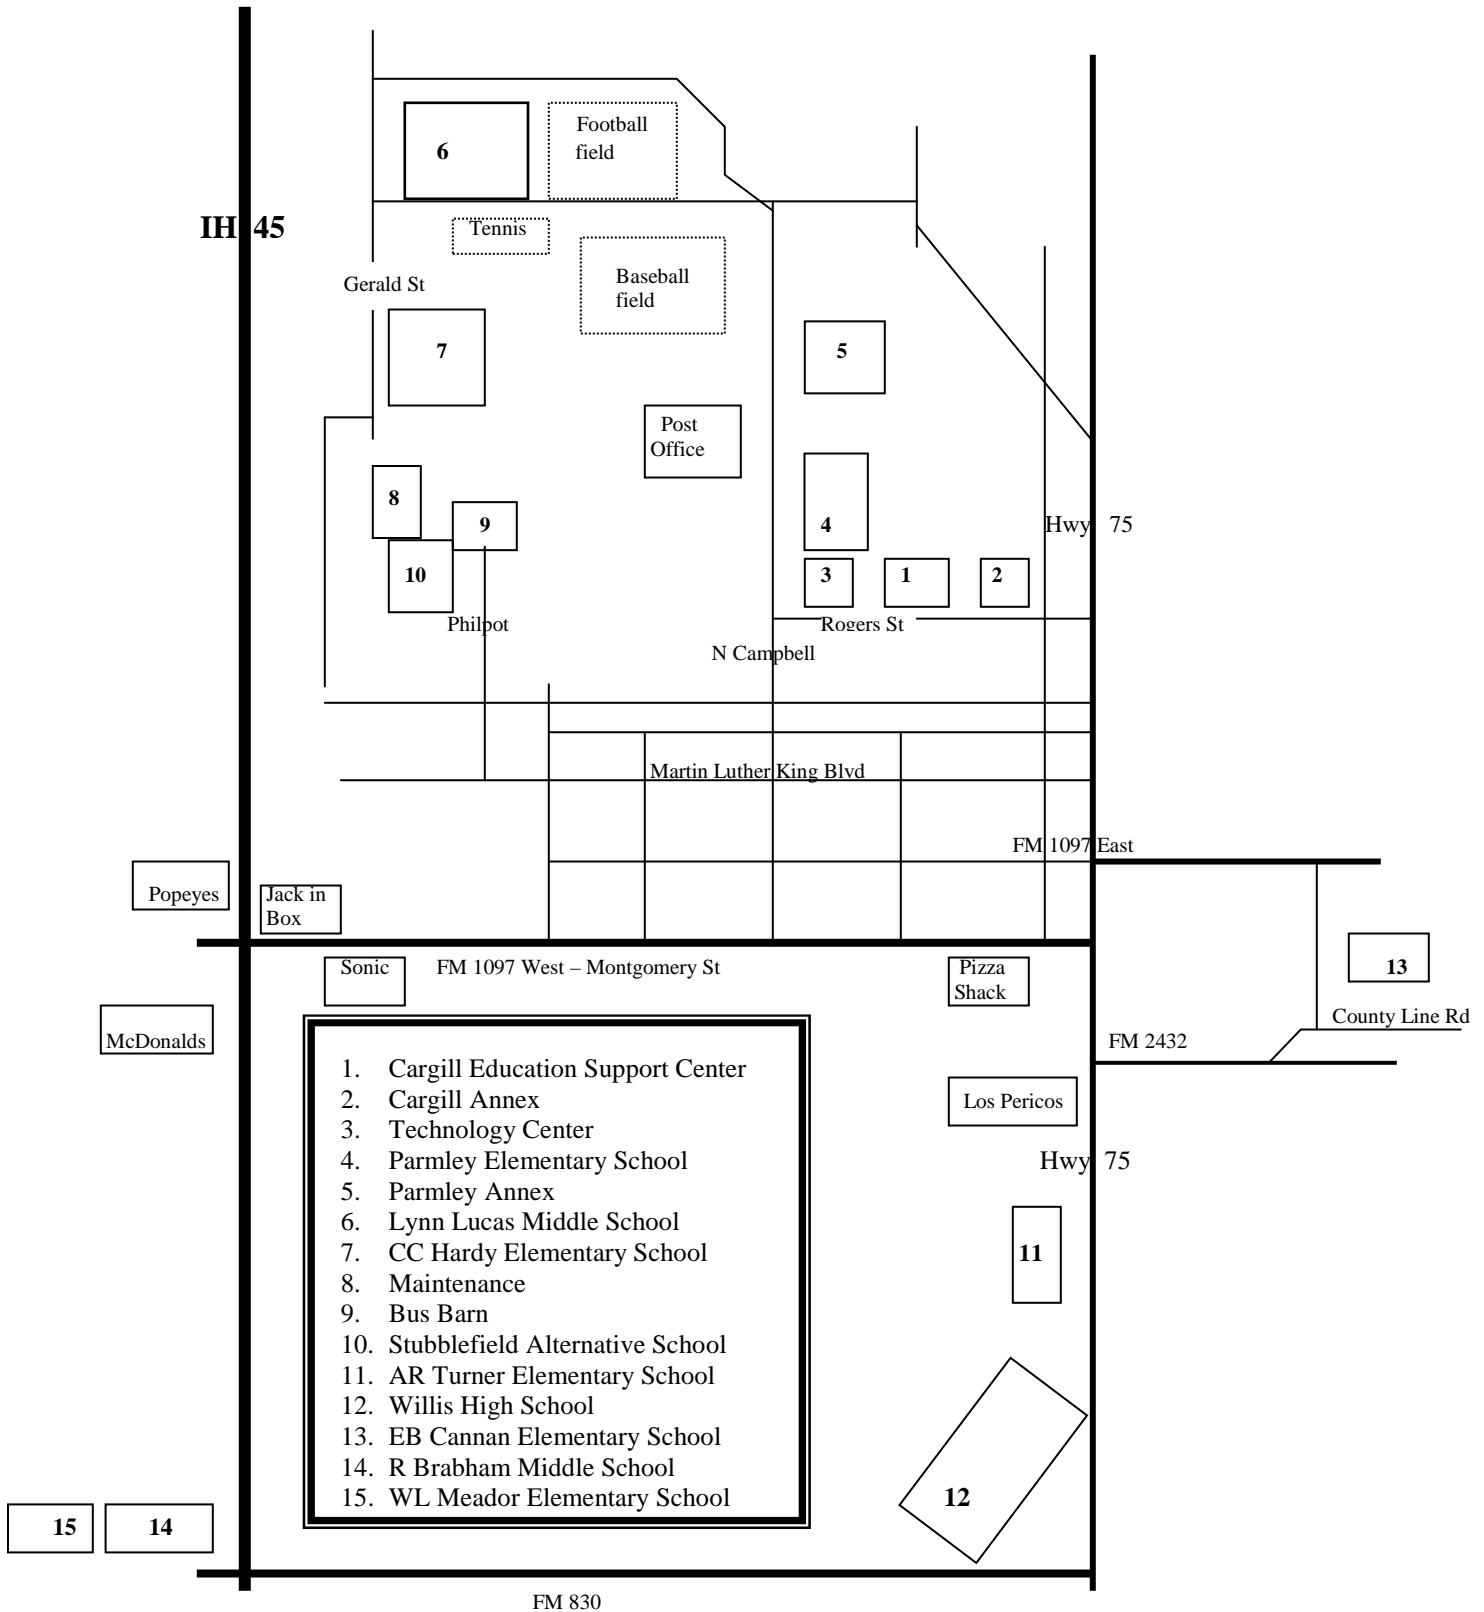 Football
field
6
IH 45
Tennis
Baseball
field
Gerald St
7
5
Post
Office
8
9
4
Hwy 75
10
3
1
2
Philpot
Rogers St
N Campbell
Martin Luther King Blvd
FM 1097 East
Popeyes
Jack in
Box
Sonic
FM 1097 West – Montgomery St
Pizza
Shack
13
County Line Rd
McDonalds
FM 2432
Los Pericos
Hwy 75
11
1. Cargill Education Support Center
2. Cargill Annex
3. Technology Center
4. Parmley Elementary School
5. Parmley Annex
6. Lynn Lucas Middle School
7. CC Hardy Elementary School
8. Maintenance
9. Bus Barn
10. Stubblefield Alternative School
11. AR Turner Elementary School
12. Willis High School
13. EB Cannan Elementary School
14. R Brabham Middle School
15. WL Meador Elementary School
12
15
14
FM 830